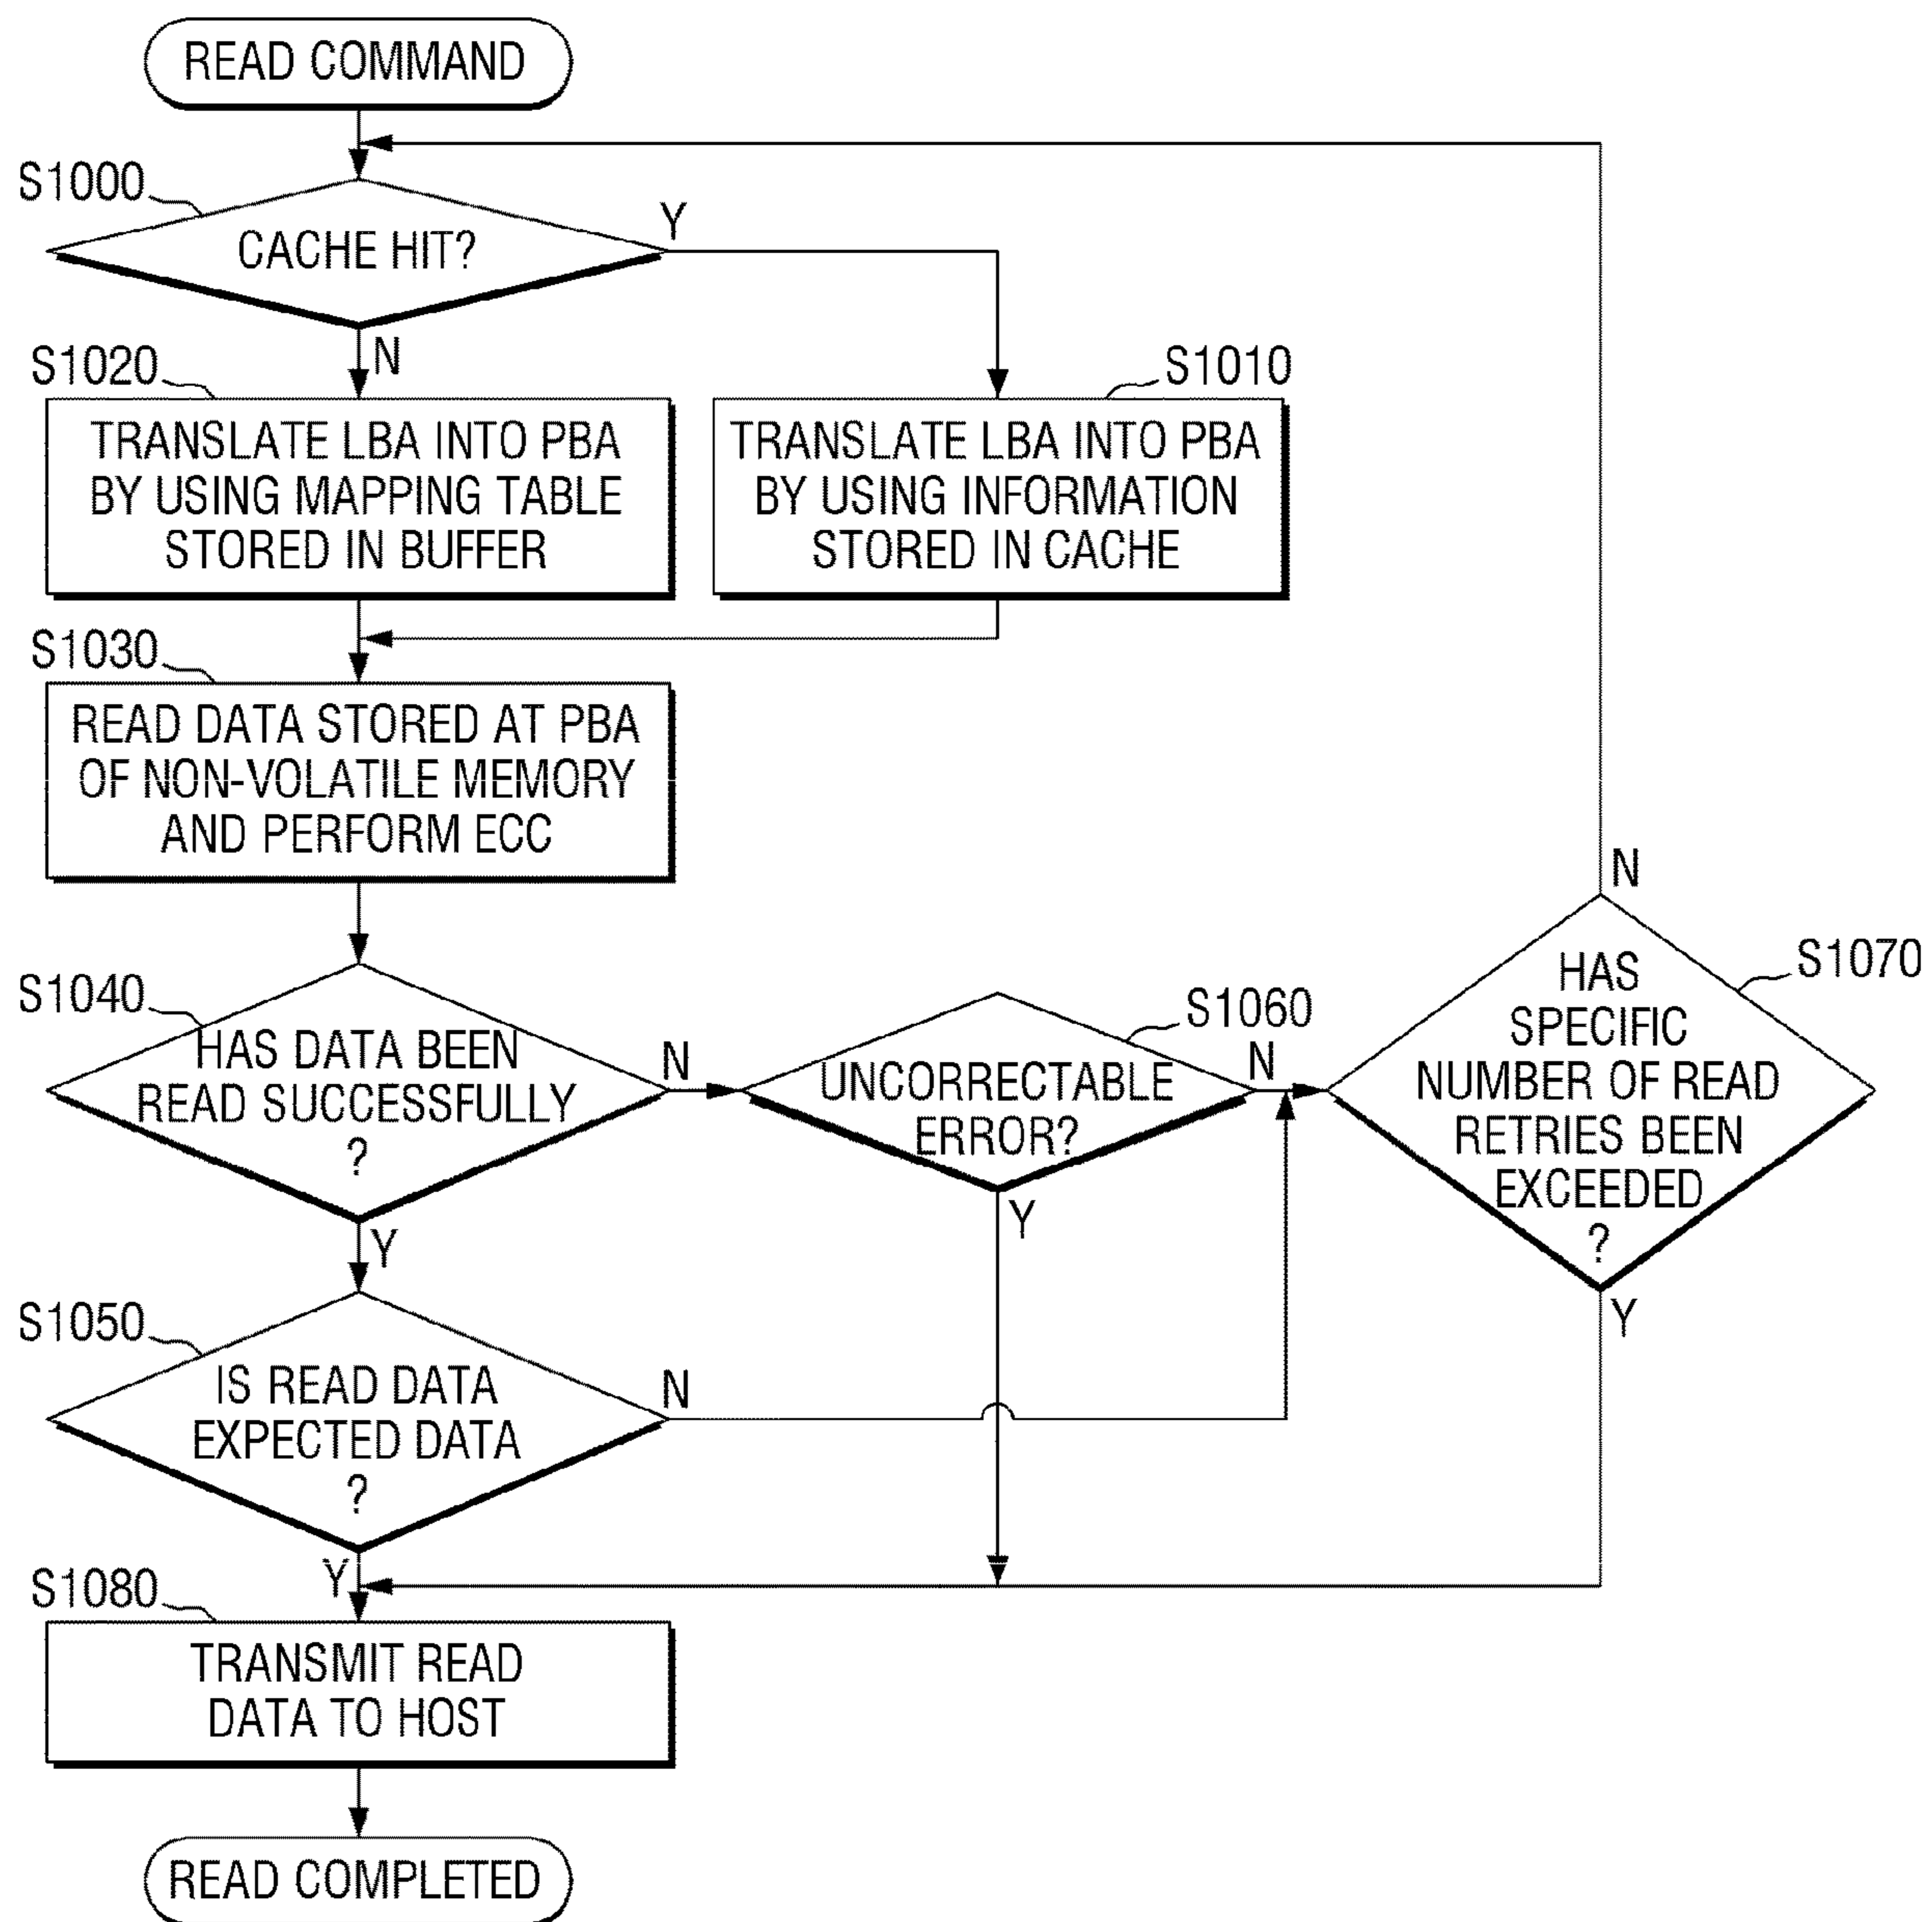 READ COMMAND
S1000
CACHE HIT?
Y
N
S1020
TRANSLATE LBA INTO PBA
BY USING MAPPING TABLE
STORED IN BUFFER
S1010
TRANSLATE LBA INTO PBA
BY USING INFORMATION
STORED IN CACHE
S1030
READ DATA STORED AT PBA
OF NON-VOLATILE MEMORY
AND PERFORM ECC
S1040
HAS DATA BEEN
READ SUCCESSFULLY
?
N
Y
S1060
UNCORRECTABLE
ERROR?
N
Y
S1070
N
HAS
SPECIFIC
NUMBER OF READ
RETRIES BEEN
EXCEEDED
?
Y
S1050
IS READ DATA
EXPECTED DATA
?
N
Y
S1080
TRANSMIT READ
DATA TO HOST
READ COMPLETED